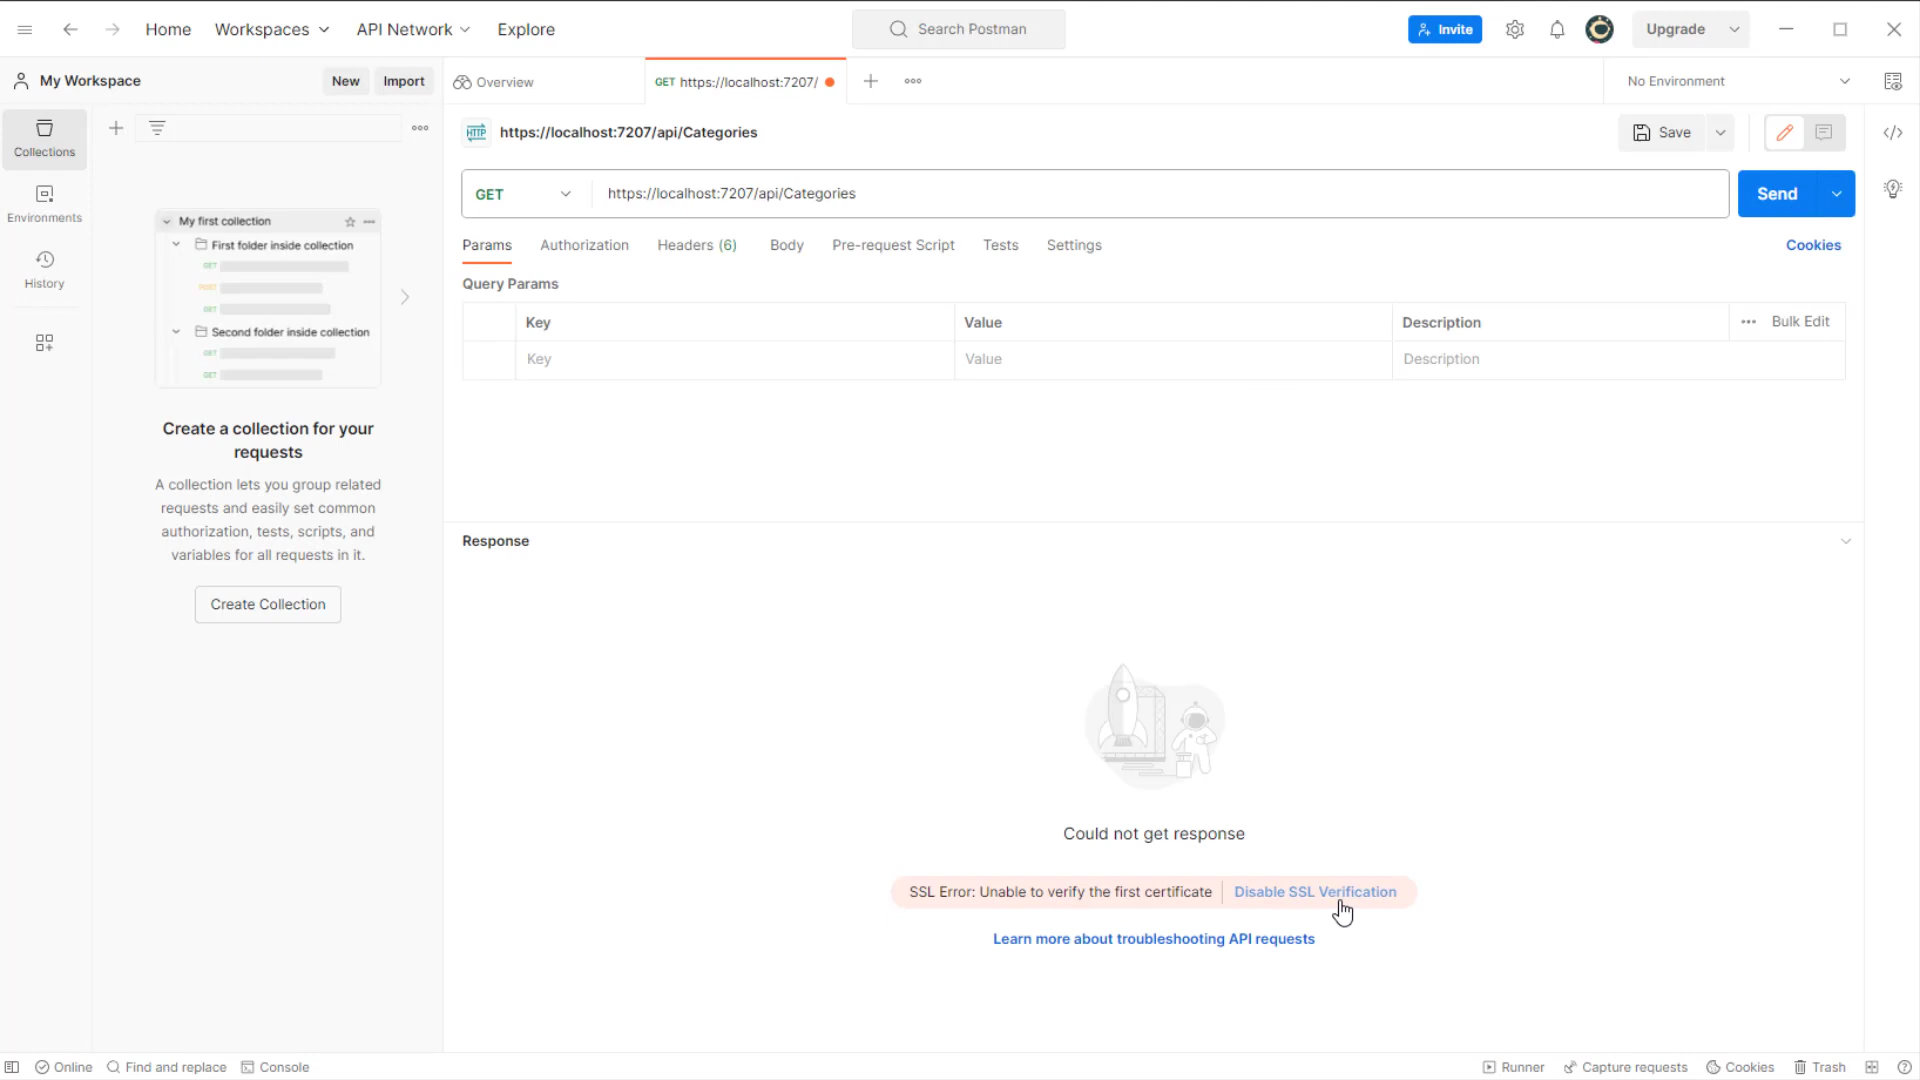 Home
Workspaces
API Network
Explore
Search Postman
Invite
Upgrade
My Workspace
New
Import
Overview
GET https://localhost:7207/
No Environment
Collections
Environments
History
My first collection
First folder inside collection
GET
POST
GET
Second folder inside collection
GET
GET
Create a collection for your
requests
A collection lets you group related
requests and easily set common
authorization, tests, scripts, and
variables for all requests in it.
Create Collection
HTTP
https://localhost:7207/api/Categories
Save
GET
https://localhost:7207/api/Categories
Send
Params
Authorization
Headers (6)
Body
Pre-request Script
Tests
Settings
Cookies
Query Params
Key
Value
Description
Bulk Edit
Key
Value
Description
Response
Could not get response
SSL Error: Unable to verify the first certificate
Disable SSL Verification
Learn more about troubleshooting API requests
Online
Find and replace
Console
Runner
Capture requests
Cookies
Trash